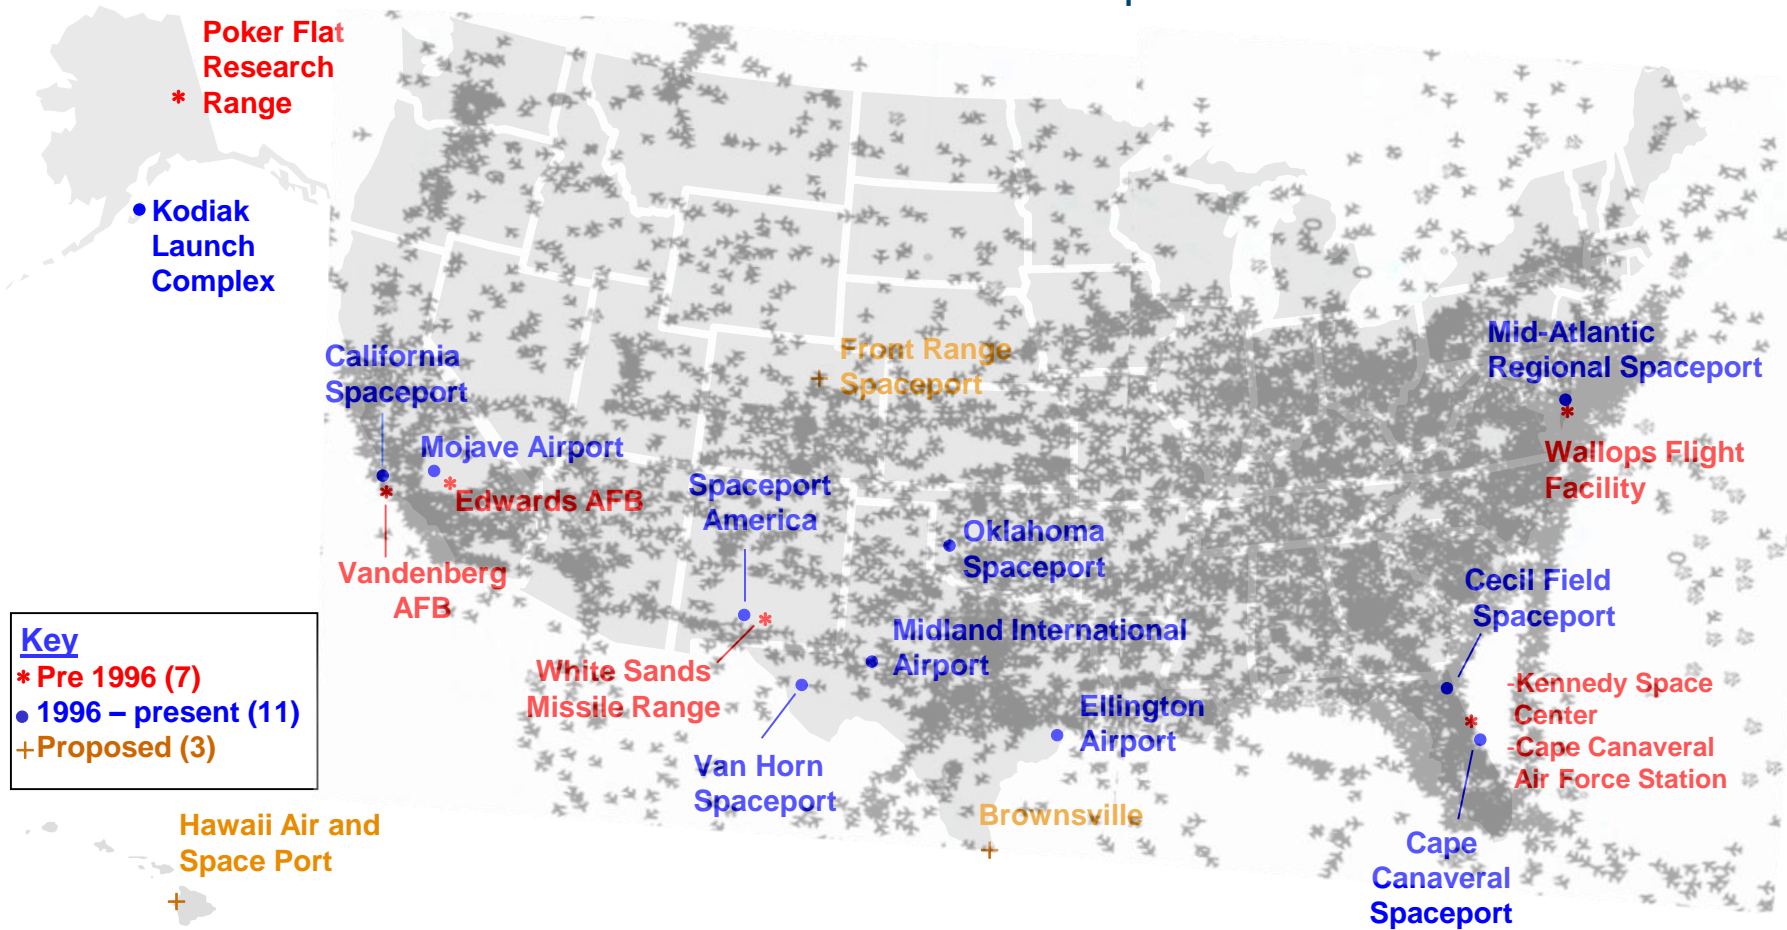 Poker Flat
Research
Range
Kodiak
Launch
Complex
California
Spaceport
Mojave Airport
Edwards AFB
Vandenberg
AFB
Front Range
Spaceport
Spaceport
America
Oklahoma
Spaceport
Midland International
Airport
White Sands
Missile Range
Van Horn
Spaceport
Ellington
Airport
Brownsville
Mid-Atlantic
Regional Spaceport
Wallops Flight
Facility
Cecil Field
Spaceport
-Kennedy Space
Center
-Cape Canaveral
Air Force Station
Cape
Canaveral
Spaceport
Key
* Pre 1996 (7)
● 1996 – present (11)
+ Proposed (3)
Hawaii Air and
Space Port